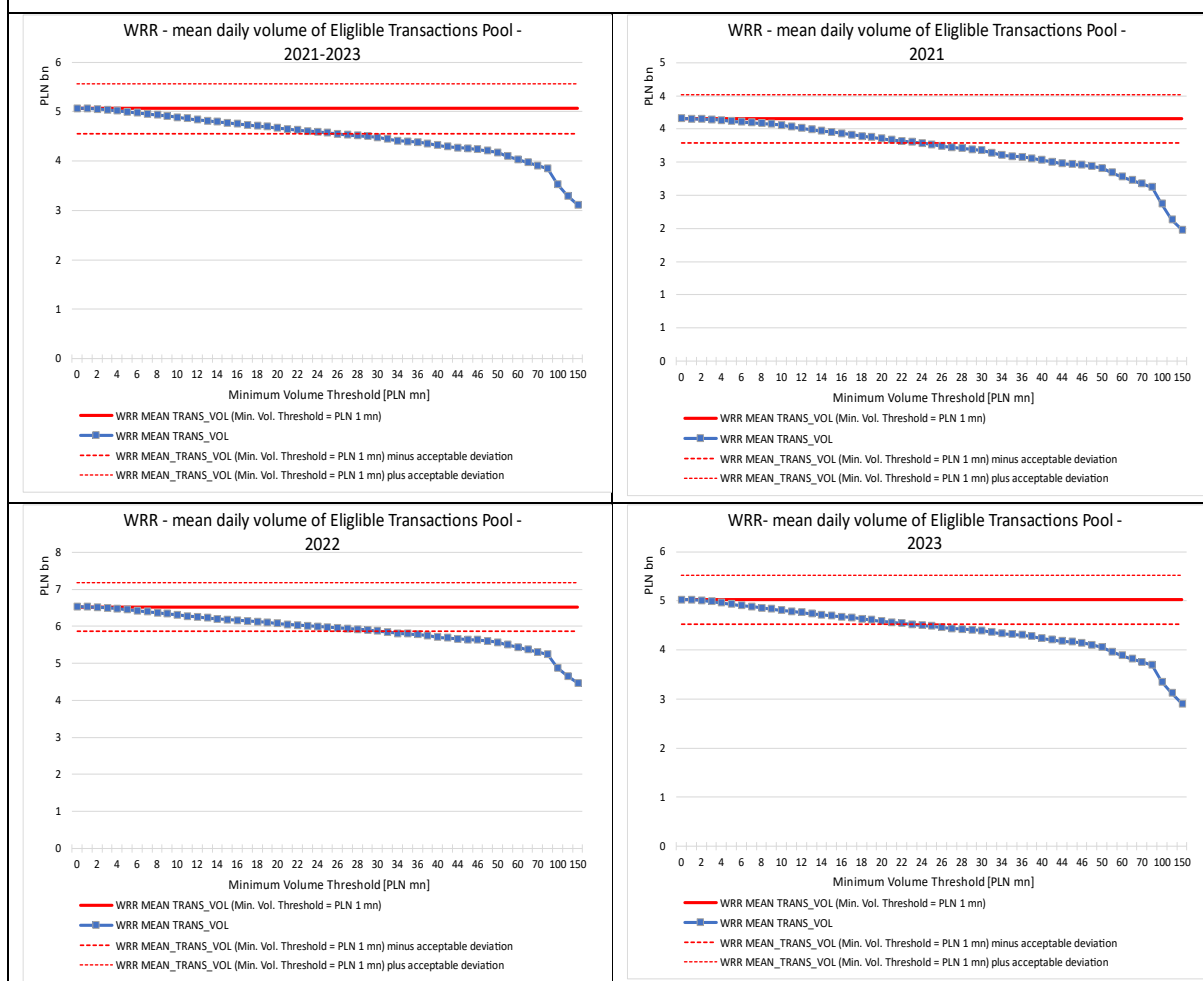 WRR - mean daily volume of Eliglible Transactions Pool -
2021-2023
PLN bn
6
5
4
3
2
1
0
0 2 4 6 8 10 12 14 16 18 20 22 24 26 28 30 34 36 40 44 46 50 60 70 100 150
Minimum Volume Threshold [PLN mn]
WRR MEAN TRANS_VOL (Min. Vol. Threshold = PLN 1 mn)
WRR MEAN TRANS_VOL
WRR MEAN_TRANS_VOL (Min. Vol. Threshold = PLN 1 mn) minus acceptable deviation
WRR MEAN_TRANS_VOL (Min. Vol. Threshold = PLN 1 mn) plus acceptable deviation
WRR - mean daily volume of Eliglible Transactions Pool -
2021
PLN bn
5
4
4
3
3
2
2
1
1
0
0 2 4 6 8 10 12 14 16 18 20 22 24 26 28 30 34 36 40 44 46 50 60 70 100 150
Minimum Volume Threshold [PLN mn]
WRR MEAN TRANS_VOL (Min. Vol. Threshold = PLN 1 mn)
WRR MEAN TRANS_VOL
WRR MEAN_TRANS_VOL (Min. Vol. Threshold = PLN 1 mn) minus acceptable deviation
WRR MEAN_TRANS_VOL (Min. Vol. Threshold = PLN 1 mn) plus acceptable deviation
WRR - mean daily volume of Eliglible Transactions Pool -
2022
PLN bn
8
7
6
5
4
3
2
1
0
0 2 4 6 8 10 12 14 16 18 20 22 24 26 28 30 34 36 40 44 46 50 60 70 100 150
Minimum Volume Threshold [PLN mn]
WRR MEAN TRANS_VOL (Min. Vol. Threshold = PLN 1 mn)
WRR MEAN TRANS_VOL
WRR MEAN_TRANS_VOL (Min. Vol. Threshold = PLN 1 mn) minus acceptable deviation
WRR MEAN_TRANS_VOL (Min. Vol. Threshold = PLN 1 mn) plus acceptable deviation
WRR- mean daily volume of Eliglible Transactions Pool -
2023
PLN bn
6
5
4
3
2
1
0
0 2 4 6 8 10 12 14 16 18 20 22 24 26 28 30 34 36 40 44 46 50 60 70 100 150
Minimum Volume Threshold [PLN mn]
WRR MEAN TRANS_VOL (Min. Vol. Threshold = PLN 1 mn)
WRR MEAN TRANS_VOL
WRR MEAN_TRANS_VOL (Min. Vol. Threshold = PLN 1 mn) minus acceptable deviation
WRR MEAN_TRANS_VOL (Min. Vol. Threshold = PLN 1 mn) plus acceptable deviation